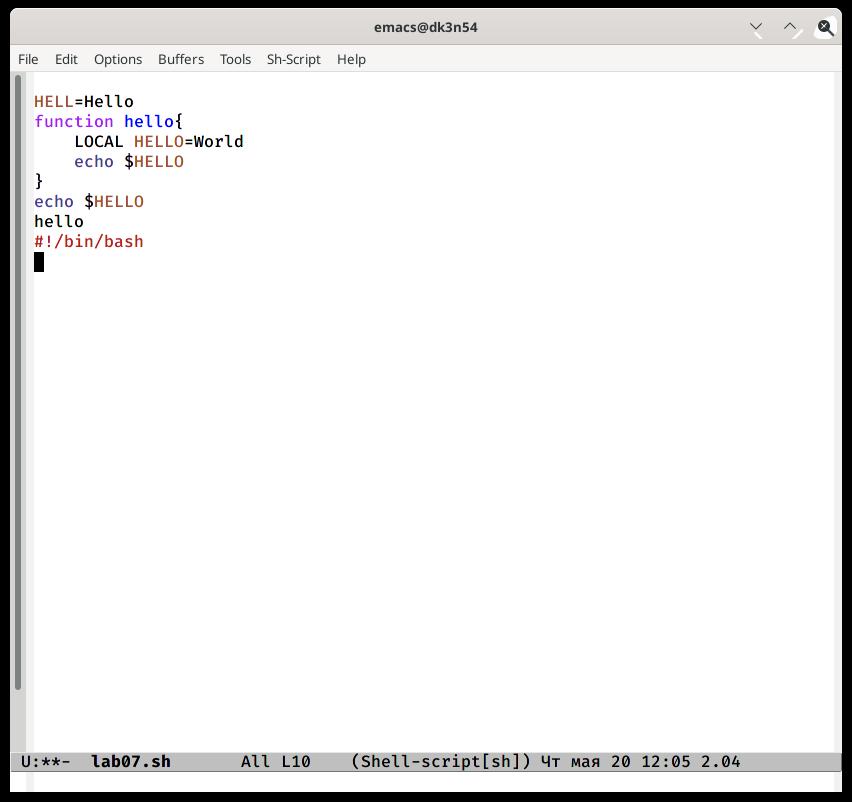 emacs@dk3n54
File Edit Options Buffers Tools Sh-Script Help
HELL=Hello
function hello{
    LOCAL HELLO=World
    echo $HELLO
}
echo $HELLO
hello
#!/bin/bash
U:**-  lab07.sh       All L10    (Shell-script[sh]) Чт мая 20 12:05 2.04